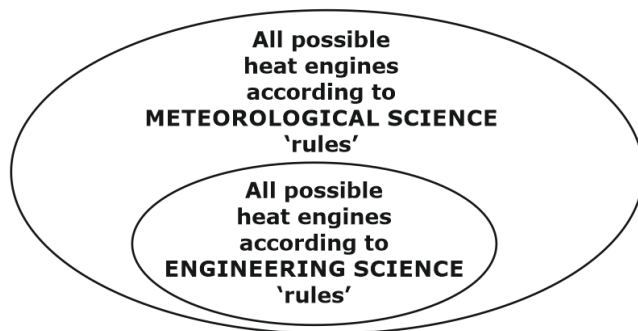 All possible
heat engines
according to
METEOROLOGICAL SCIENCE
‘rules’
All possible
heat engines
according to
ENGINEERING SCIENCE
‘rules’